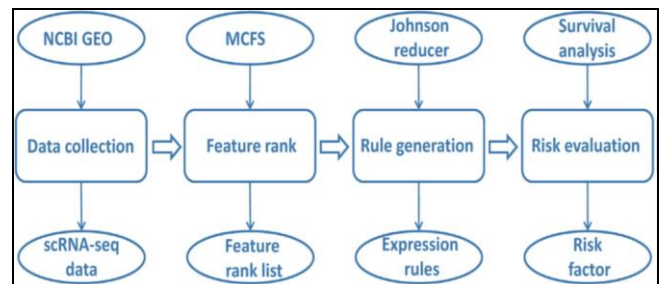 NCBI GEO
MCFS
Johnson
reducer
Survival
analysis
Data collection
Feature rank
Rule generation
Risk evaluation
scRNA-seq
data
Feature
rank list
Expression
rules
Risk
factor